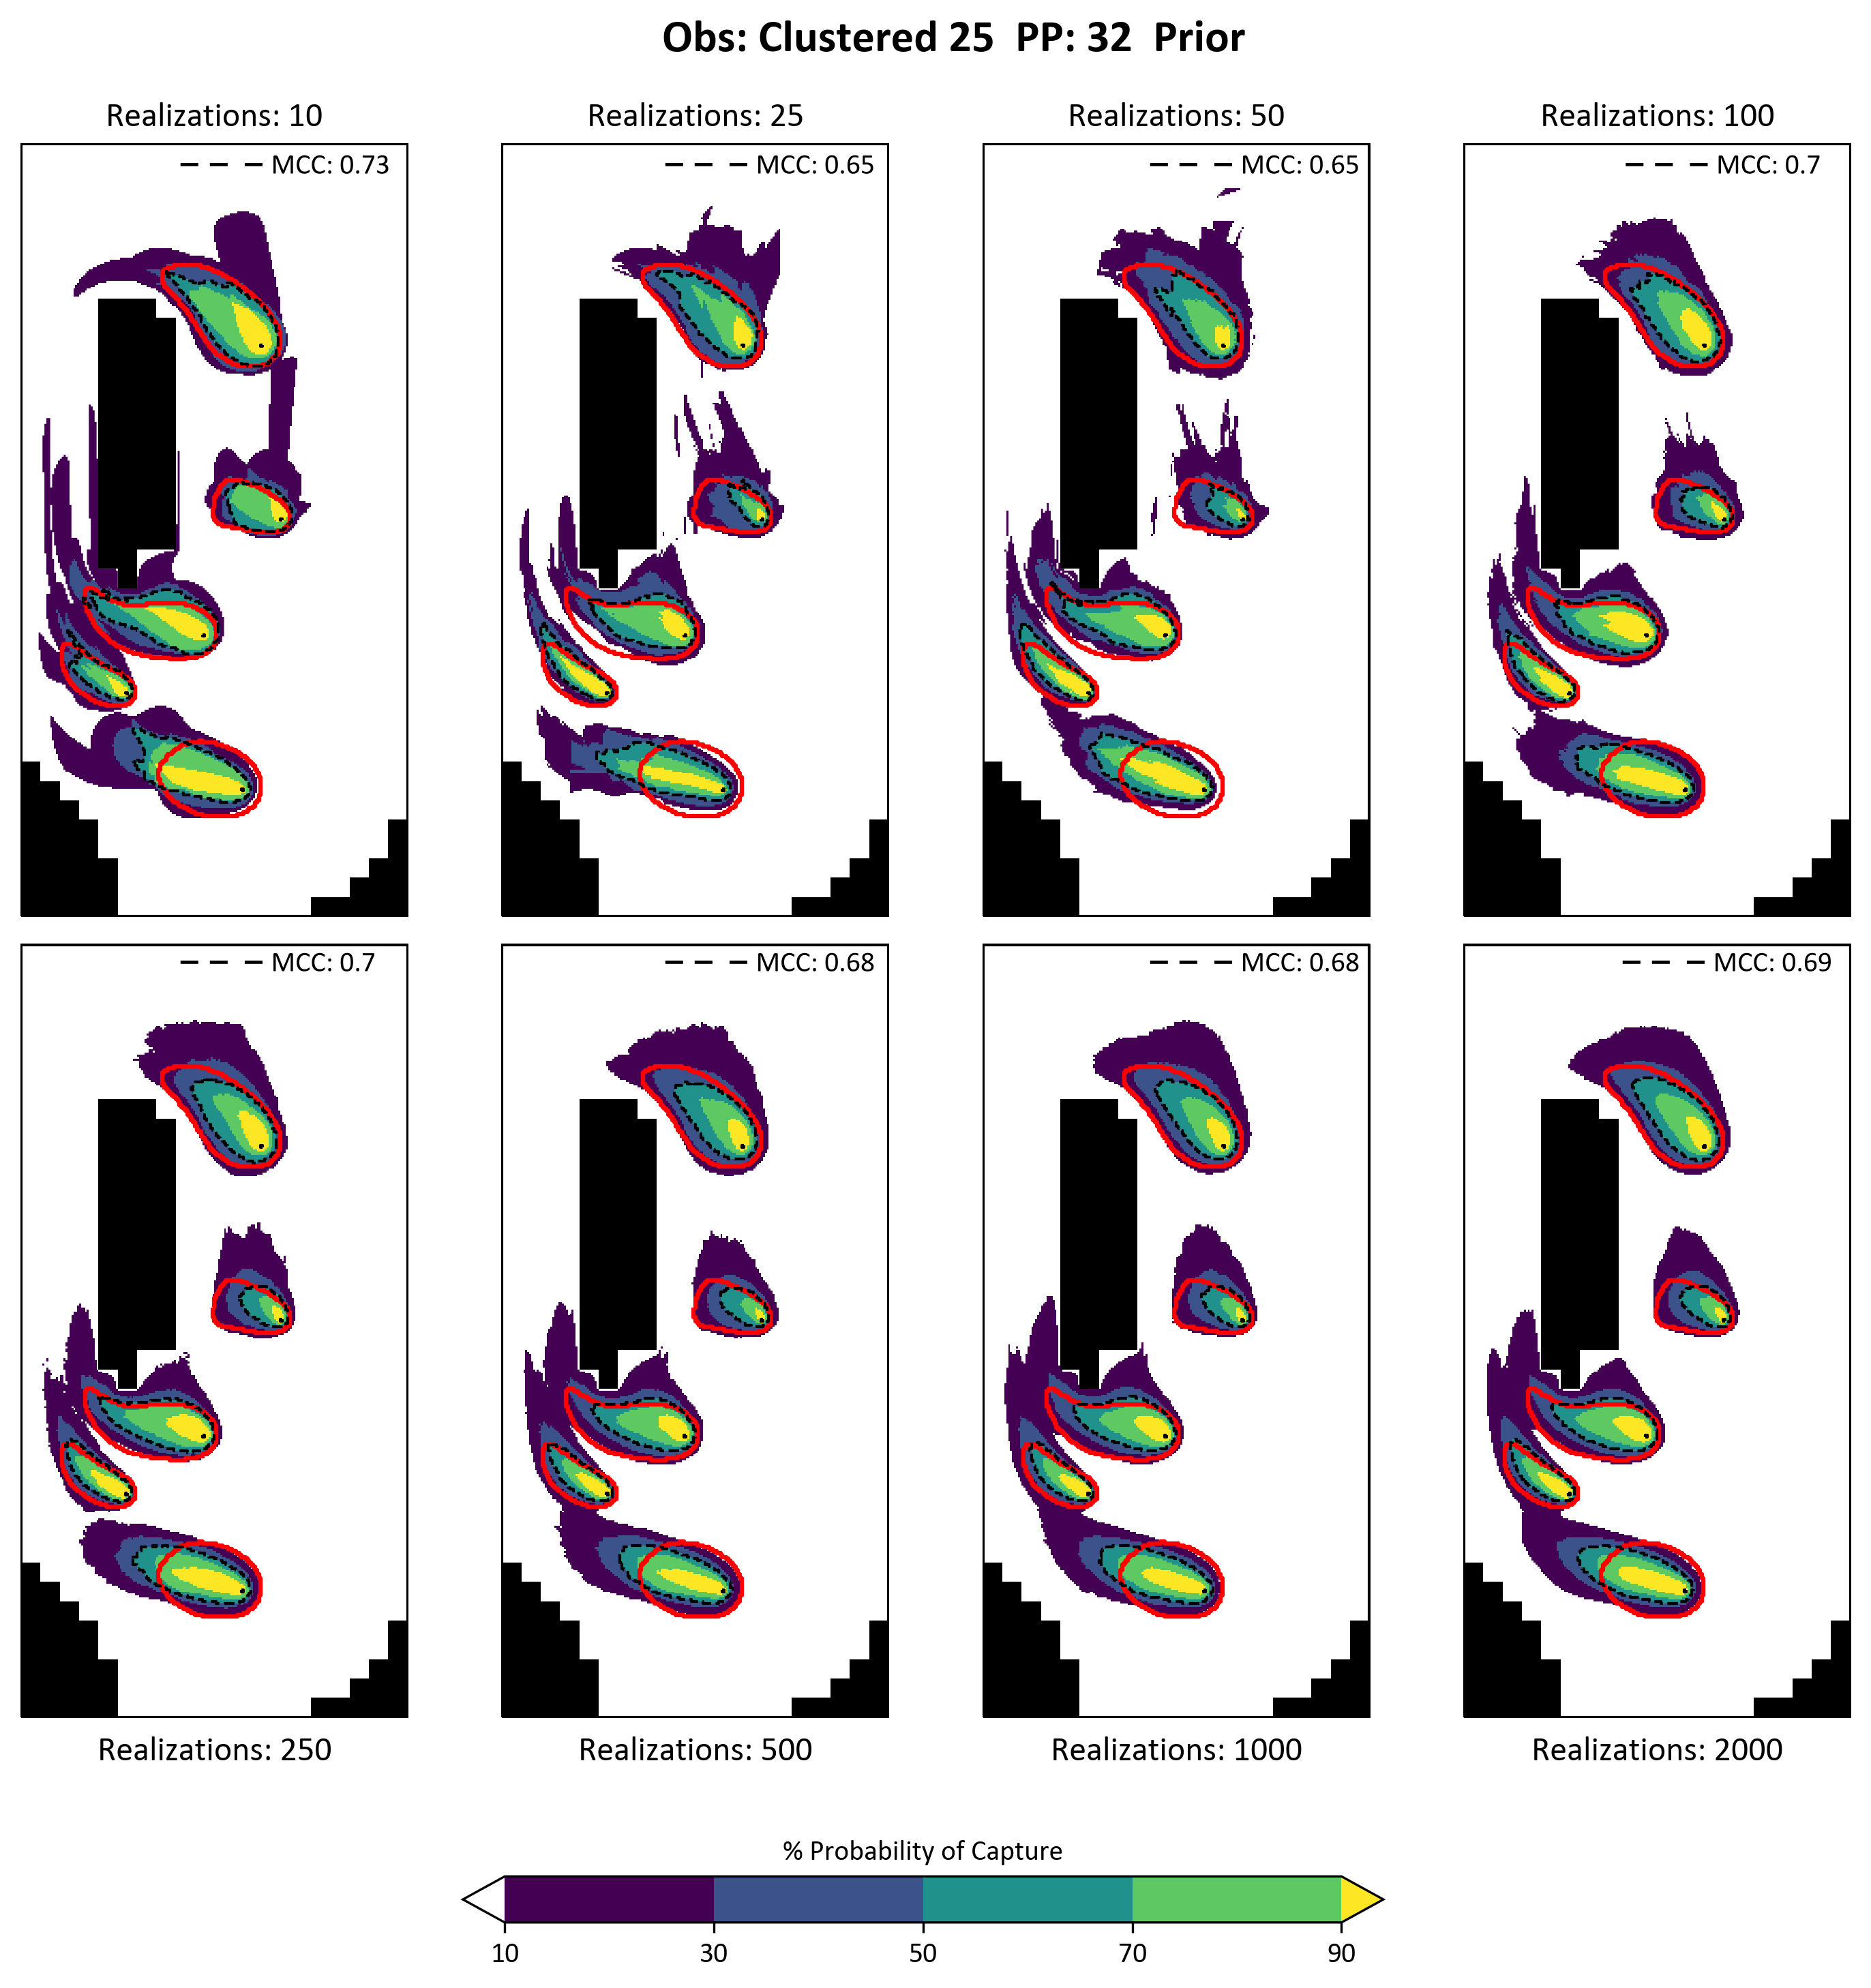 Obs: Clustered 25  PP: 32  Prior
Realizations: 10
Realizations: 25
Realizations: 50
Realizations: 100
MCC: 0.73
MCC: 0.65
MCC: 0.65
MCC: 0.7
MCC: 0.7
MCC: 0.68
MCC: 0.68
MCC: 0.69
Realizations: 250
Realizations: 500
Realizations: 1000
Realizations: 2000
% Probability of Capture
10 30 50 70 90